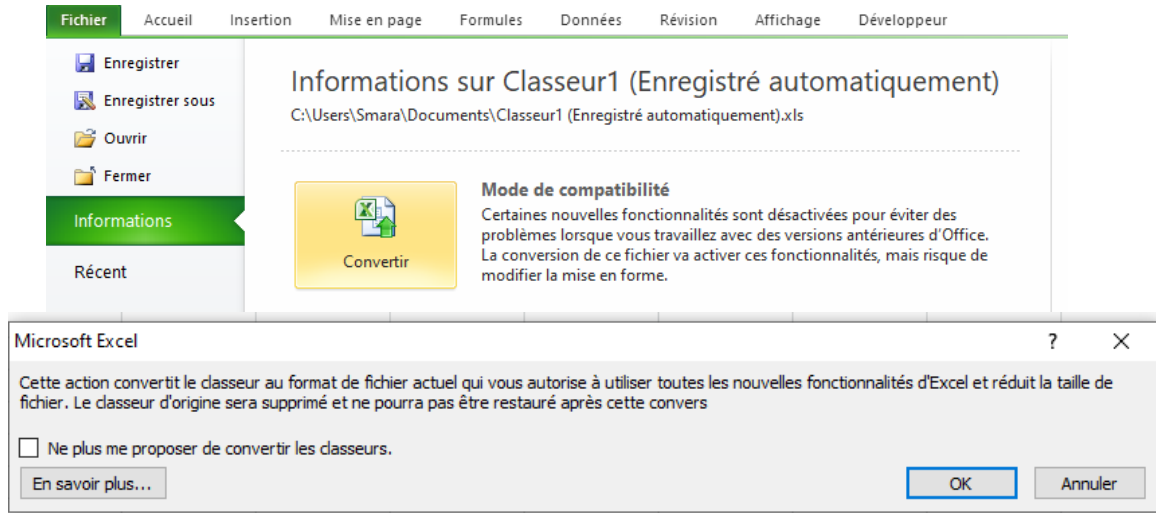 Fichier Accueil Insertion Mise en page Formules Données Révision Affichage Développeur
Enregistrer
Enregistrer sous
Ouvrir
Fermer
Informations
Récent
Informations sur Classeur1 (Enregistré automatiquement)
C:\Users\Smara\Documents\Classeur1 (Enregistré automatiquement).xls
Convertir
Mode de compatibilité
Certaines nouvelles fonctionnalités sont désactivées pour éviter des
problèmes lorsque vous travaillez avec des versions antérieures d'Office.
La conversion de ce fichier va activer ces fonctionnalités, mais risque de
modifier la mise en forme.
Microsoft Excel
Cette action convertit le classeur au format de fichier actuel qui vous autorise à utiliser toutes les nouvelles fonctionnalités d'Excel et réduit la taille de
fichier. Le classeur d'origine sera supprimé et ne pourra pas être restauré après cette convers
Ne plus me proposer de convertir les classeurs.
En savoir plus...
OK
Annuler